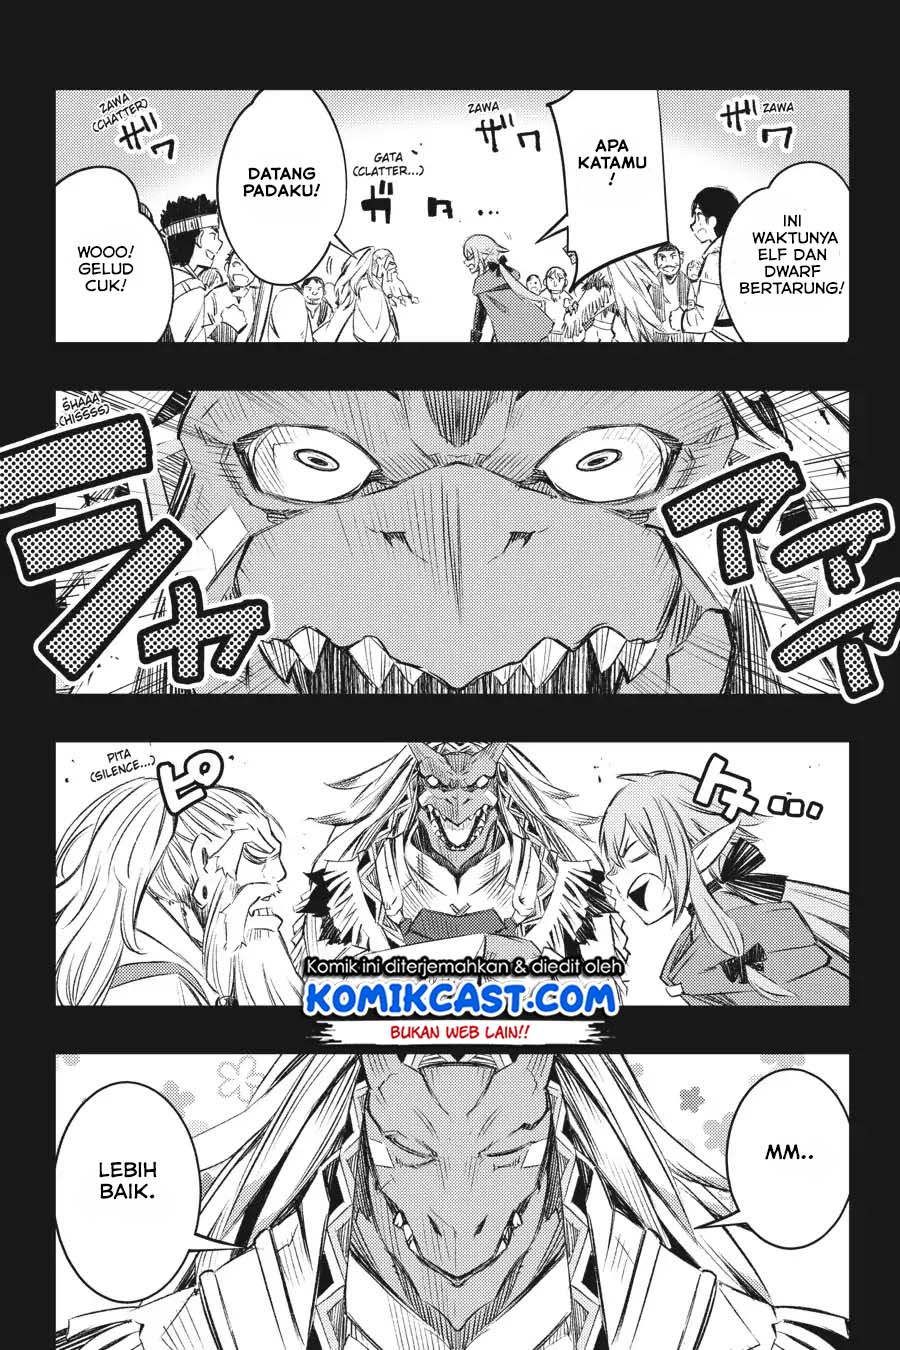 ZAWA
ザワ
INI
WAKTUNYA
ELF DAN
DWARF
BERTARUNG!
APA
KATAMU
!
ZAWA
ザワ
GATA
(CLATTER...)
ガタ...
DATANG
PADAKU!
ZAWA
(CHATTER)
ザワ
WOOO!
GELUD
CUK!
SHAAA
(HISSSS)
シャアアア
PITA
(SILENCE...)
ピタ...
Komik ini diterjemahkan & diedit oleh
KOMIKCAST.COM
BUKAN WEB LAIN!!
MM..
LEBIH
BAIK.